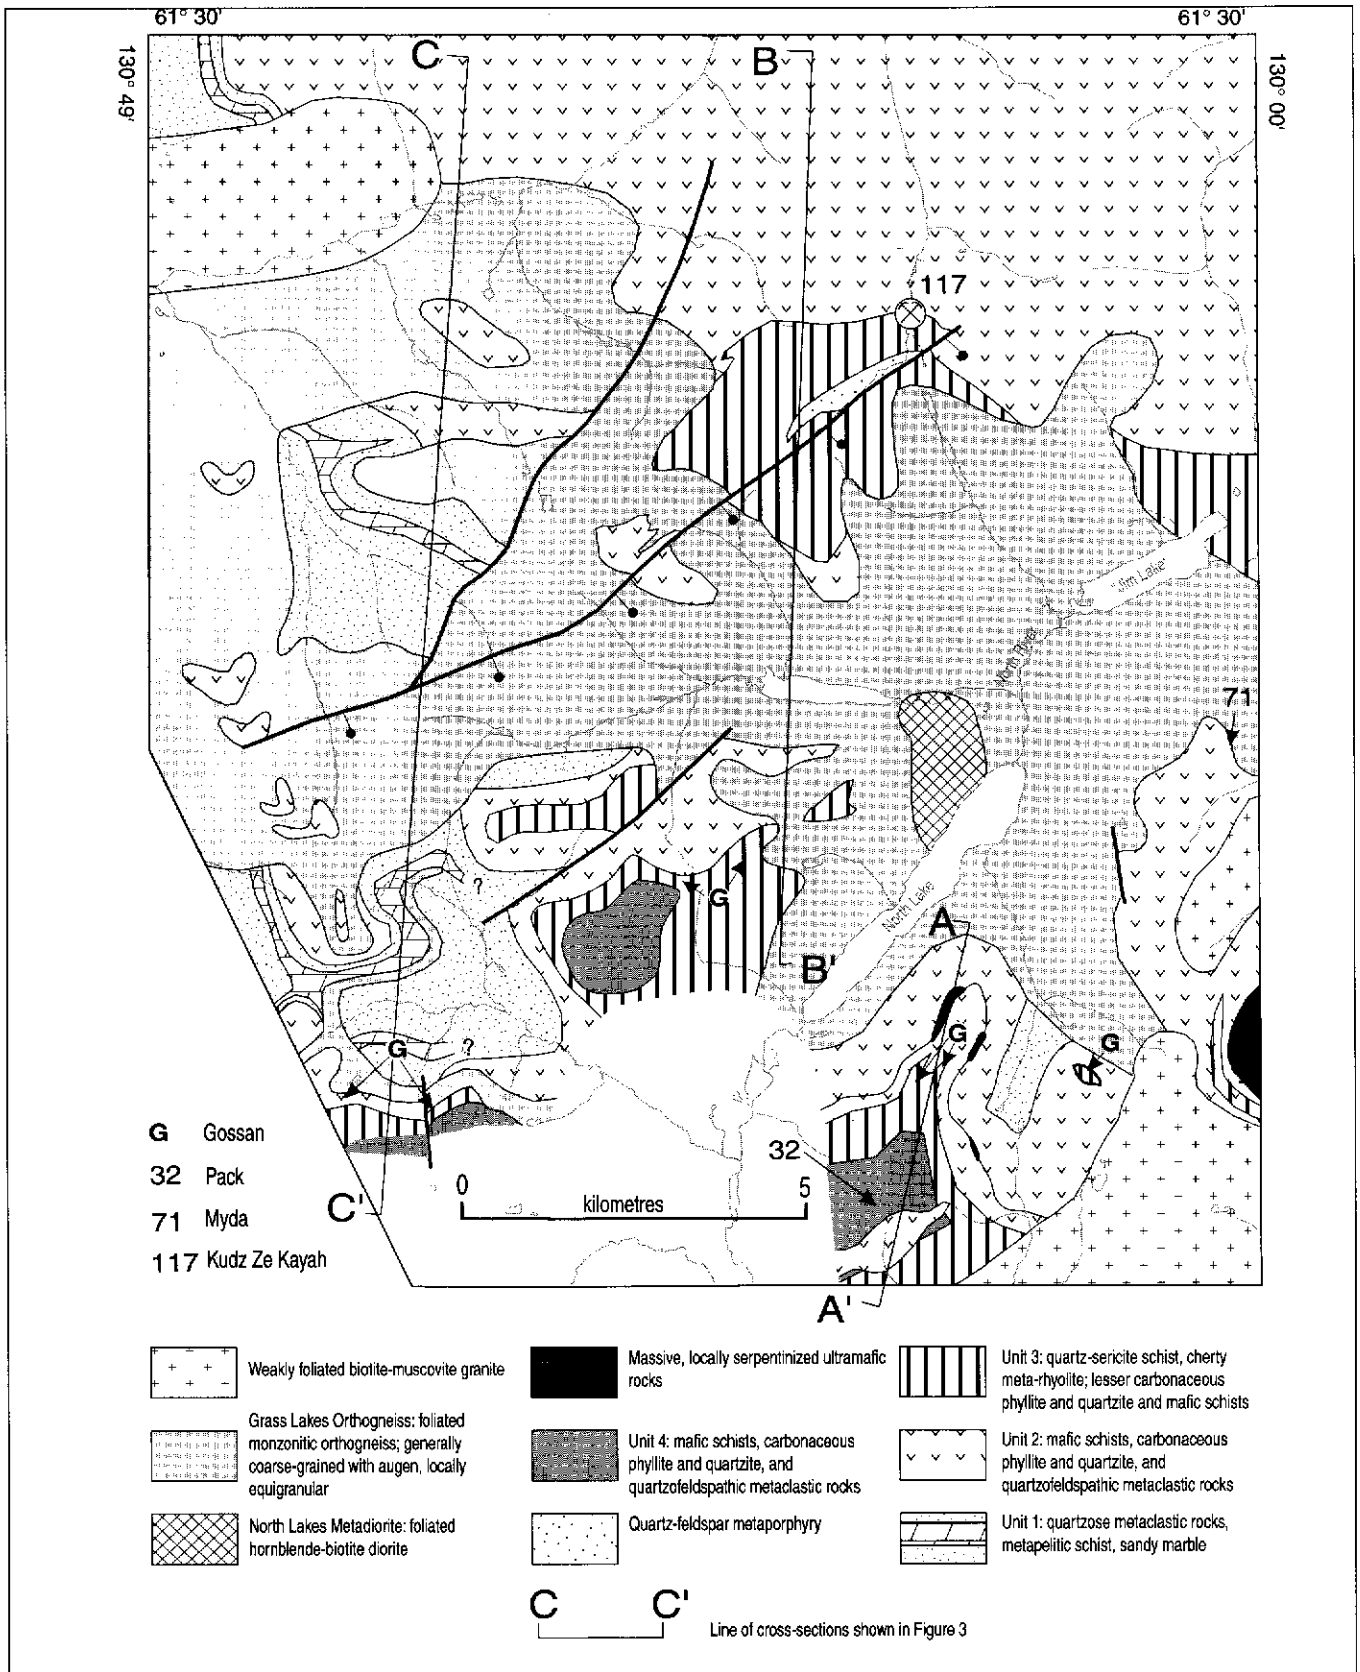 61° 30'
61° 30'
130° 49'
130° 00'
C
B
117
"Jim Lake"
North River
71
?
G
North Lake
A
B'
G
G
G
?
32
G Gossan
32 Pack
71 Myda
117 Kudz Ze Kayah
0 5
kilometres
C'
A'
Weakly foliated biotite-muscovite granite
Massive, locally serpentinized ultramafic
rocks
Unit 3: quartz-sericite schist, cherty
meta-rhyolite; lesser carbonaceous
phyllite and quartzite and mafic schists
Grass Lakes Orthogneiss: foliated
monzonitic orthogneiss; generally
coarse-grained with augen, locally
equigranular
Unit 4: mafic schists, carbonaceous
phyllite and quartzite, and
quartzofeldspathic metaclastic rocks
Unit 2: mafic schists, carbonaceous
phyllite and quartzite, and
quartzofeldspathic metaclastic rocks
North Lakes Metadiorite: foliated
hornblende-biotite diorite
Quartz-feldspar metaporphyry
Unit 1: quartzose metaclastic rocks,
metapelitic schist, sandy marble
C C'
Line of cross-sections shown in Figure 3